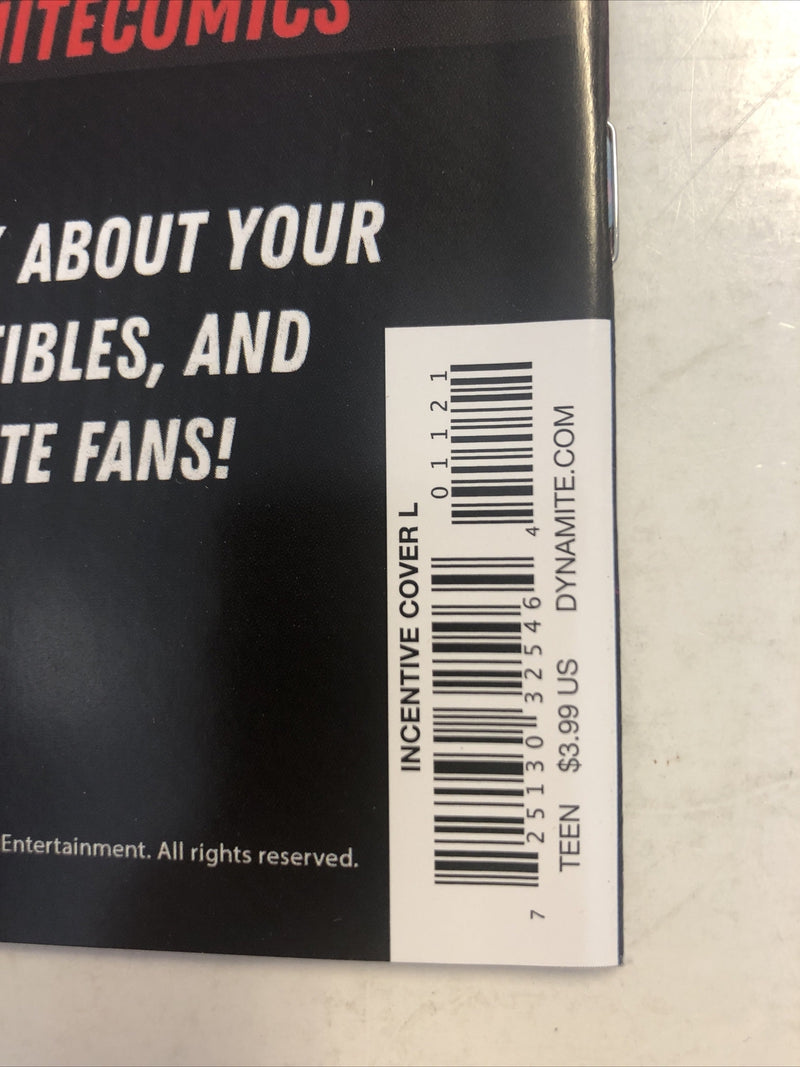 ITECOMICS
ABOUT YOUR
IBLES, AND
TE FANS!
Entertainment. All rights reserved.
INCENTIVE COVER L
01121
7 25130 32546 4
TEEN $3.99 US DYNAMITE.COM